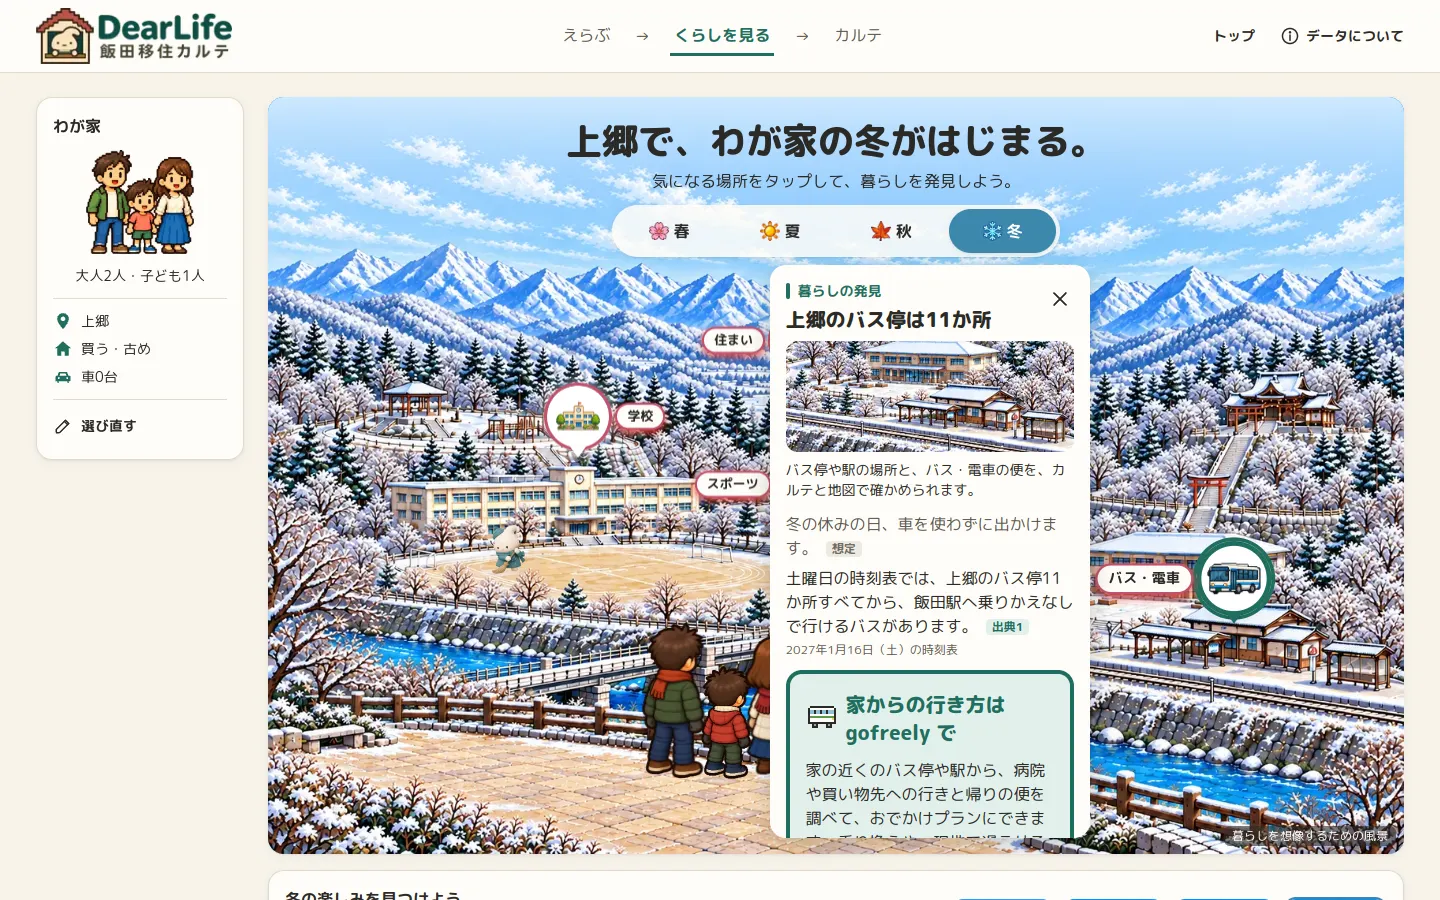 DearLife
飯田移住カルテ
えらぶ → くらしを見る → カルテ
トップ
データについて
わが家
大人2人・子ども1人
上郷
買う・古め
車0台
選び直す
上郷で、わが家の冬がはじまる。
気になる場所をタップして、暮らしを発見しよう。
春 夏 秋 冬
住まい
学校
スポーツ
バス・電車
暮らしの発見
上郷のバス停は11か所
バス停や駅の場所と、バス・電車の便を、カ
ルテと地図で確かめられます。
冬の休みの日、車を使わずに出かけま
す。 想定
土曜日の時刻表では、上郷のバス停11
か所すべてから、飯田駅へ乗りかえなし
で行けるバスがあります。 出典1
2027年1月16日（土）の時刻表
家からの行き方は
gofreely で
家の近くのバス停や駅から、病院
や買い物先への行きと帰りの便を
調べて、おでかけプランにできま
暮らしを想像するための風景
冬の楽しみを見つけよう